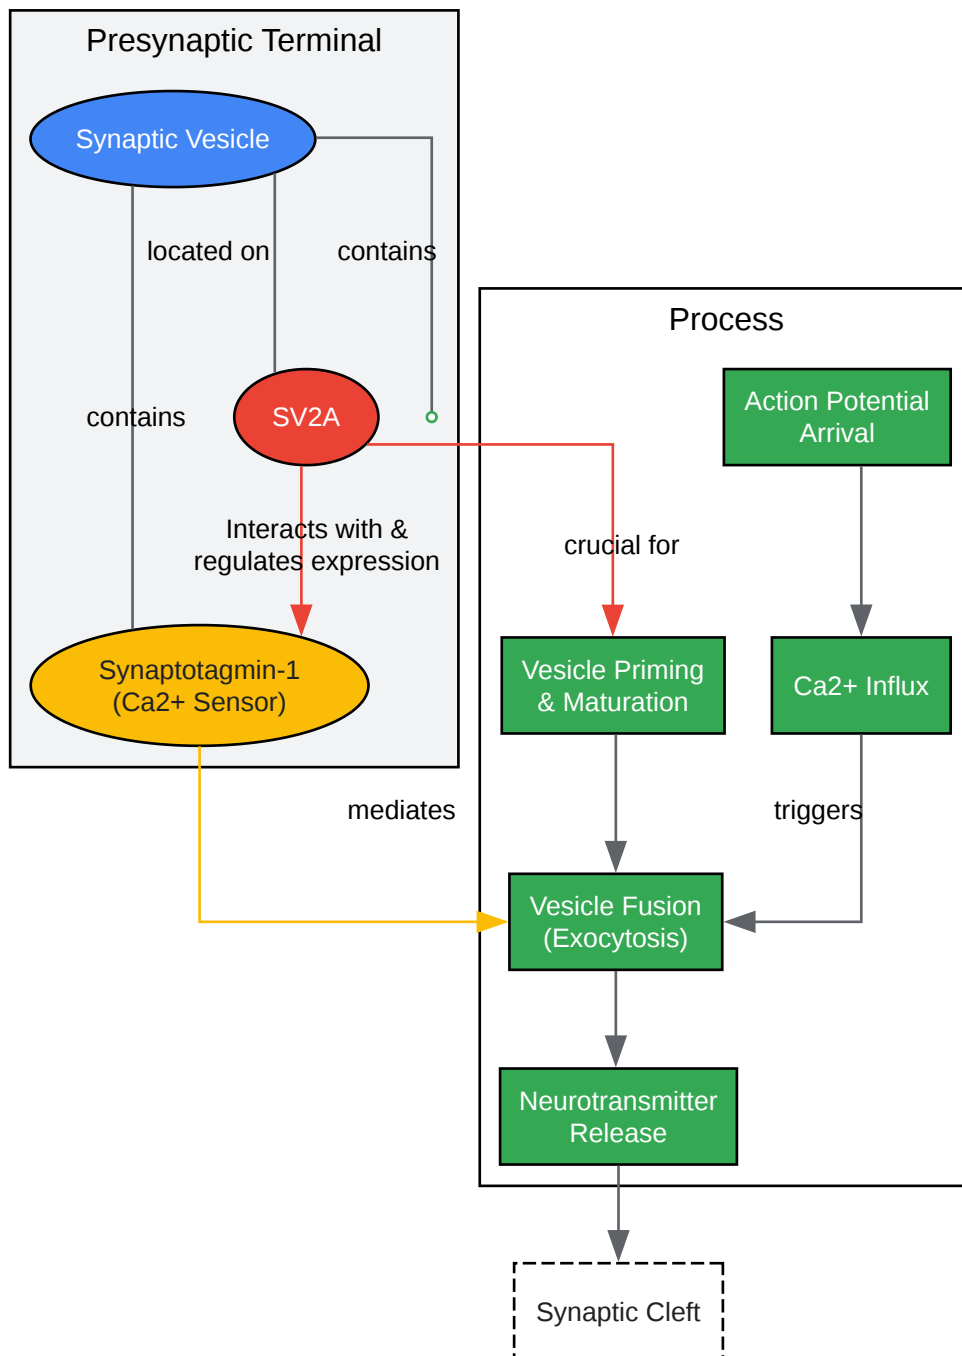 Presynaptic Terminal
Synaptic Vesicle
located on
contains
Process
contains
SV2A
Action Potential
Arrival
Interacts with &
regulates expression
crucial for
Synaptotagmin-1
(Ca2+ Sensor)
Vesicle Priming
& Maturation
Ca2+ Influx
mediates
triggers
Vesicle Fusion
(Exocytosis)
Neurotransmitter
Release
Synaptic Cleft